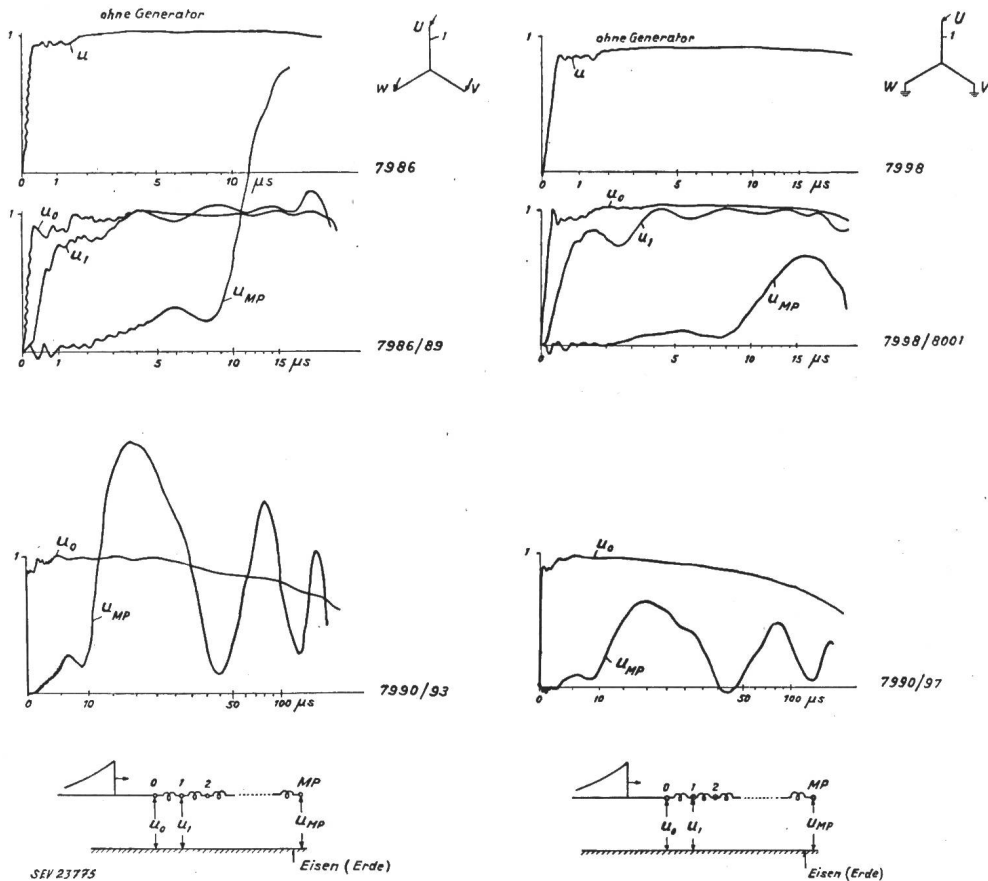 ohne Generator
1
u
U
1
W
V
0 1 5 10 μs
7986
1
u0
u1
uMP
0 1 5 10 15 μs
7986/89
1
u0
uMP
0 10 50 100 μs
7990/93
0 1 2 MP
u0 u1 uMP
Eisen (Erde)
SEV 23775
ohne Generator
1
u
U
1
W
V
0 1 5 10 15 μs
7998
1
u0
u1
uMP
0 1 5 10 15 μs
7998/8001
1
u0
uMP
0 10 50 100 μs
7990/97
0 1 2 MP
u0 u1 uMP
Eisen (Erde)